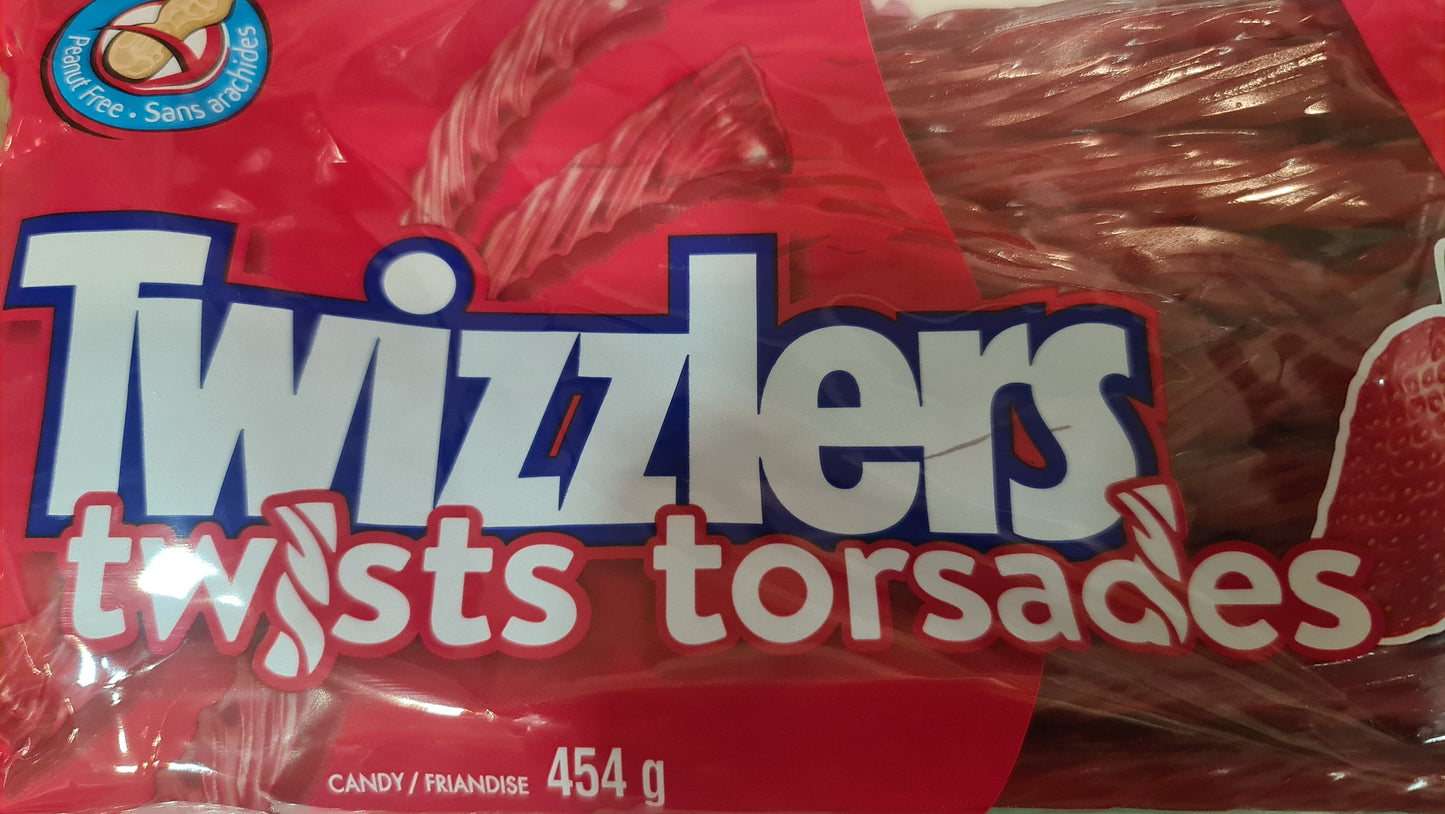 Peanut Free • Sans arachides
Twizzlers
twists torsades
CANDY / FRIANDISE 454 g